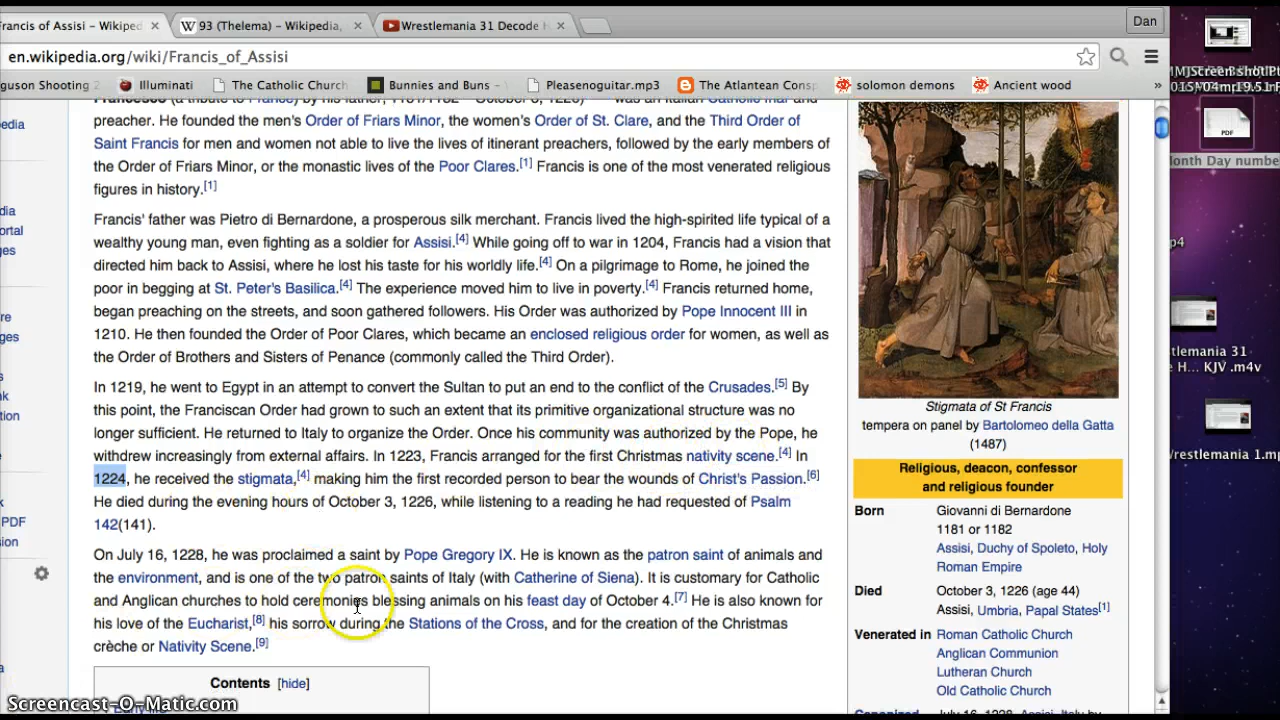 rancis of Assisi – Wikiped
93 (Thelema) – Wikipedia,
Wrestlemania 31 Decode
Dan
en.wikipedia.org/wiki/Francis_of_Assisi
guson Shooting
Illuminati
The Catholic Church
Bunnies and Buns -
Pleasenoguitar.mp3
The Atlantean Consp
solomon demons
Ancient wood
»
preacher. He founded the men's Order of Friars Minor, the women's Order of St. Clare, and the Third Order of
Saint Francis for men and women not able to live the lives of itinerant preachers, followed by the early members of
the Order of Friars Minor, or the monastic lives of the Poor Clares.[1] Francis is one of the most venerated religious
figures in history.[1]
Francis' father was Pietro di Bernardone, a prosperous silk merchant. Francis lived the high-spirited life typical of a
wealthy young man, even fighting as a soldier for Assisi.[4] While going off to war in 1204, Francis had a vision that
directed him back to Assisi, where he lost his taste for his worldly life.[4] On a pilgrimage to Rome, he joined the
poor in begging at St. Peter's Basilica.[4] The experience moved him to live in poverty.[4] Francis returned home,
began preaching on the streets, and soon gathered followers. His Order was authorized by Pope Innocent III in
1210. He then founded the Order of Poor Clares, which became an enclosed religious order for women, as well as
the Order of Brothers and Sisters of Penance (commonly called the Third Order).
In 1219, he went to Egypt in an attempt to convert the Sultan to put an end to the conflict of the Crusades.[5] By
this point, the Franciscan Order had grown to such an extent that its primitive organizational structure was no
longer sufficient. He returned to Italy to organize the Order. Once his community was authorized by the Pope, he
withdrew increasingly from external affairs. In 1223, Francis arranged for the first Christmas nativity scene.[4] In
1224, he received the stigmata,[4] making him the first recorded person to bear the wounds of Christ's Passion.[6]
He died during the evening hours of October 3, 1226, while listening to a reading he had requested of Psalm
142(141).
On July 16, 1228, he was proclaimed a saint by Pope Gregory IX. He is known as the patron saint of animals and
the environment, and is one of the two patron saints of Italy (with Catherine of Siena). It is customary for Catholic
and Anglican churches to hold ceremonies blessing animals on his feast day of October 4.[7] He is also known for
his love of the Eucharist,[8] his sorrow during the Stations of the Cross, and for the creation of the Christmas
crèche or Nativity Scene.[9]
Contents [hide]
Stigmata of St Francis
tempera on panel by Bartolomeo della Gatta
(1487)
Religious, deacon, confessor
and religious founder
Born Giovanni di Bernardone
1181 or 1182
Assisi, Duchy of Spoleto, Holy
Roman Empire
Died October 3, 1226 (age 44)
Assisi, Umbria, Papal States[1]
Venerated in Roman Catholic Church
Anglican Communion
Lutheran Church
Old Catholic Church
PDF
lonth Day numbe
p4
tlemania 31
e H... KJV .m4v
Vrestlemania 1.mp
Screencast-O-Matic.com